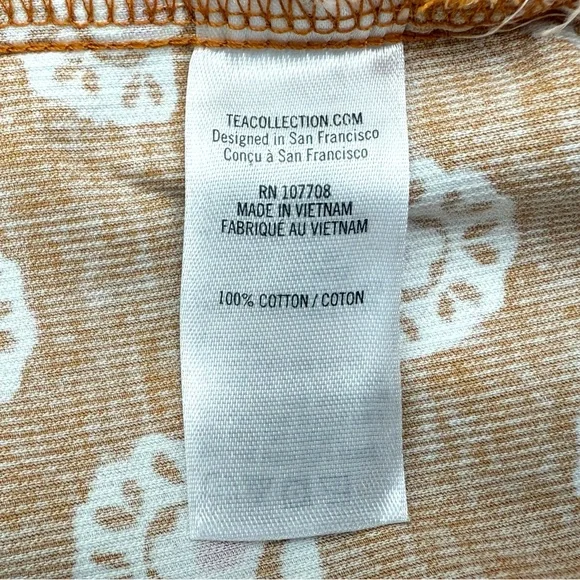 TEACOLLECTION.COM
Designed in San Francisco
Conçu à San Francisco
RN 107708
MADE IN VIETNAM
FABRIQUÉ AU VIETNAM
100% COTTON / COTON